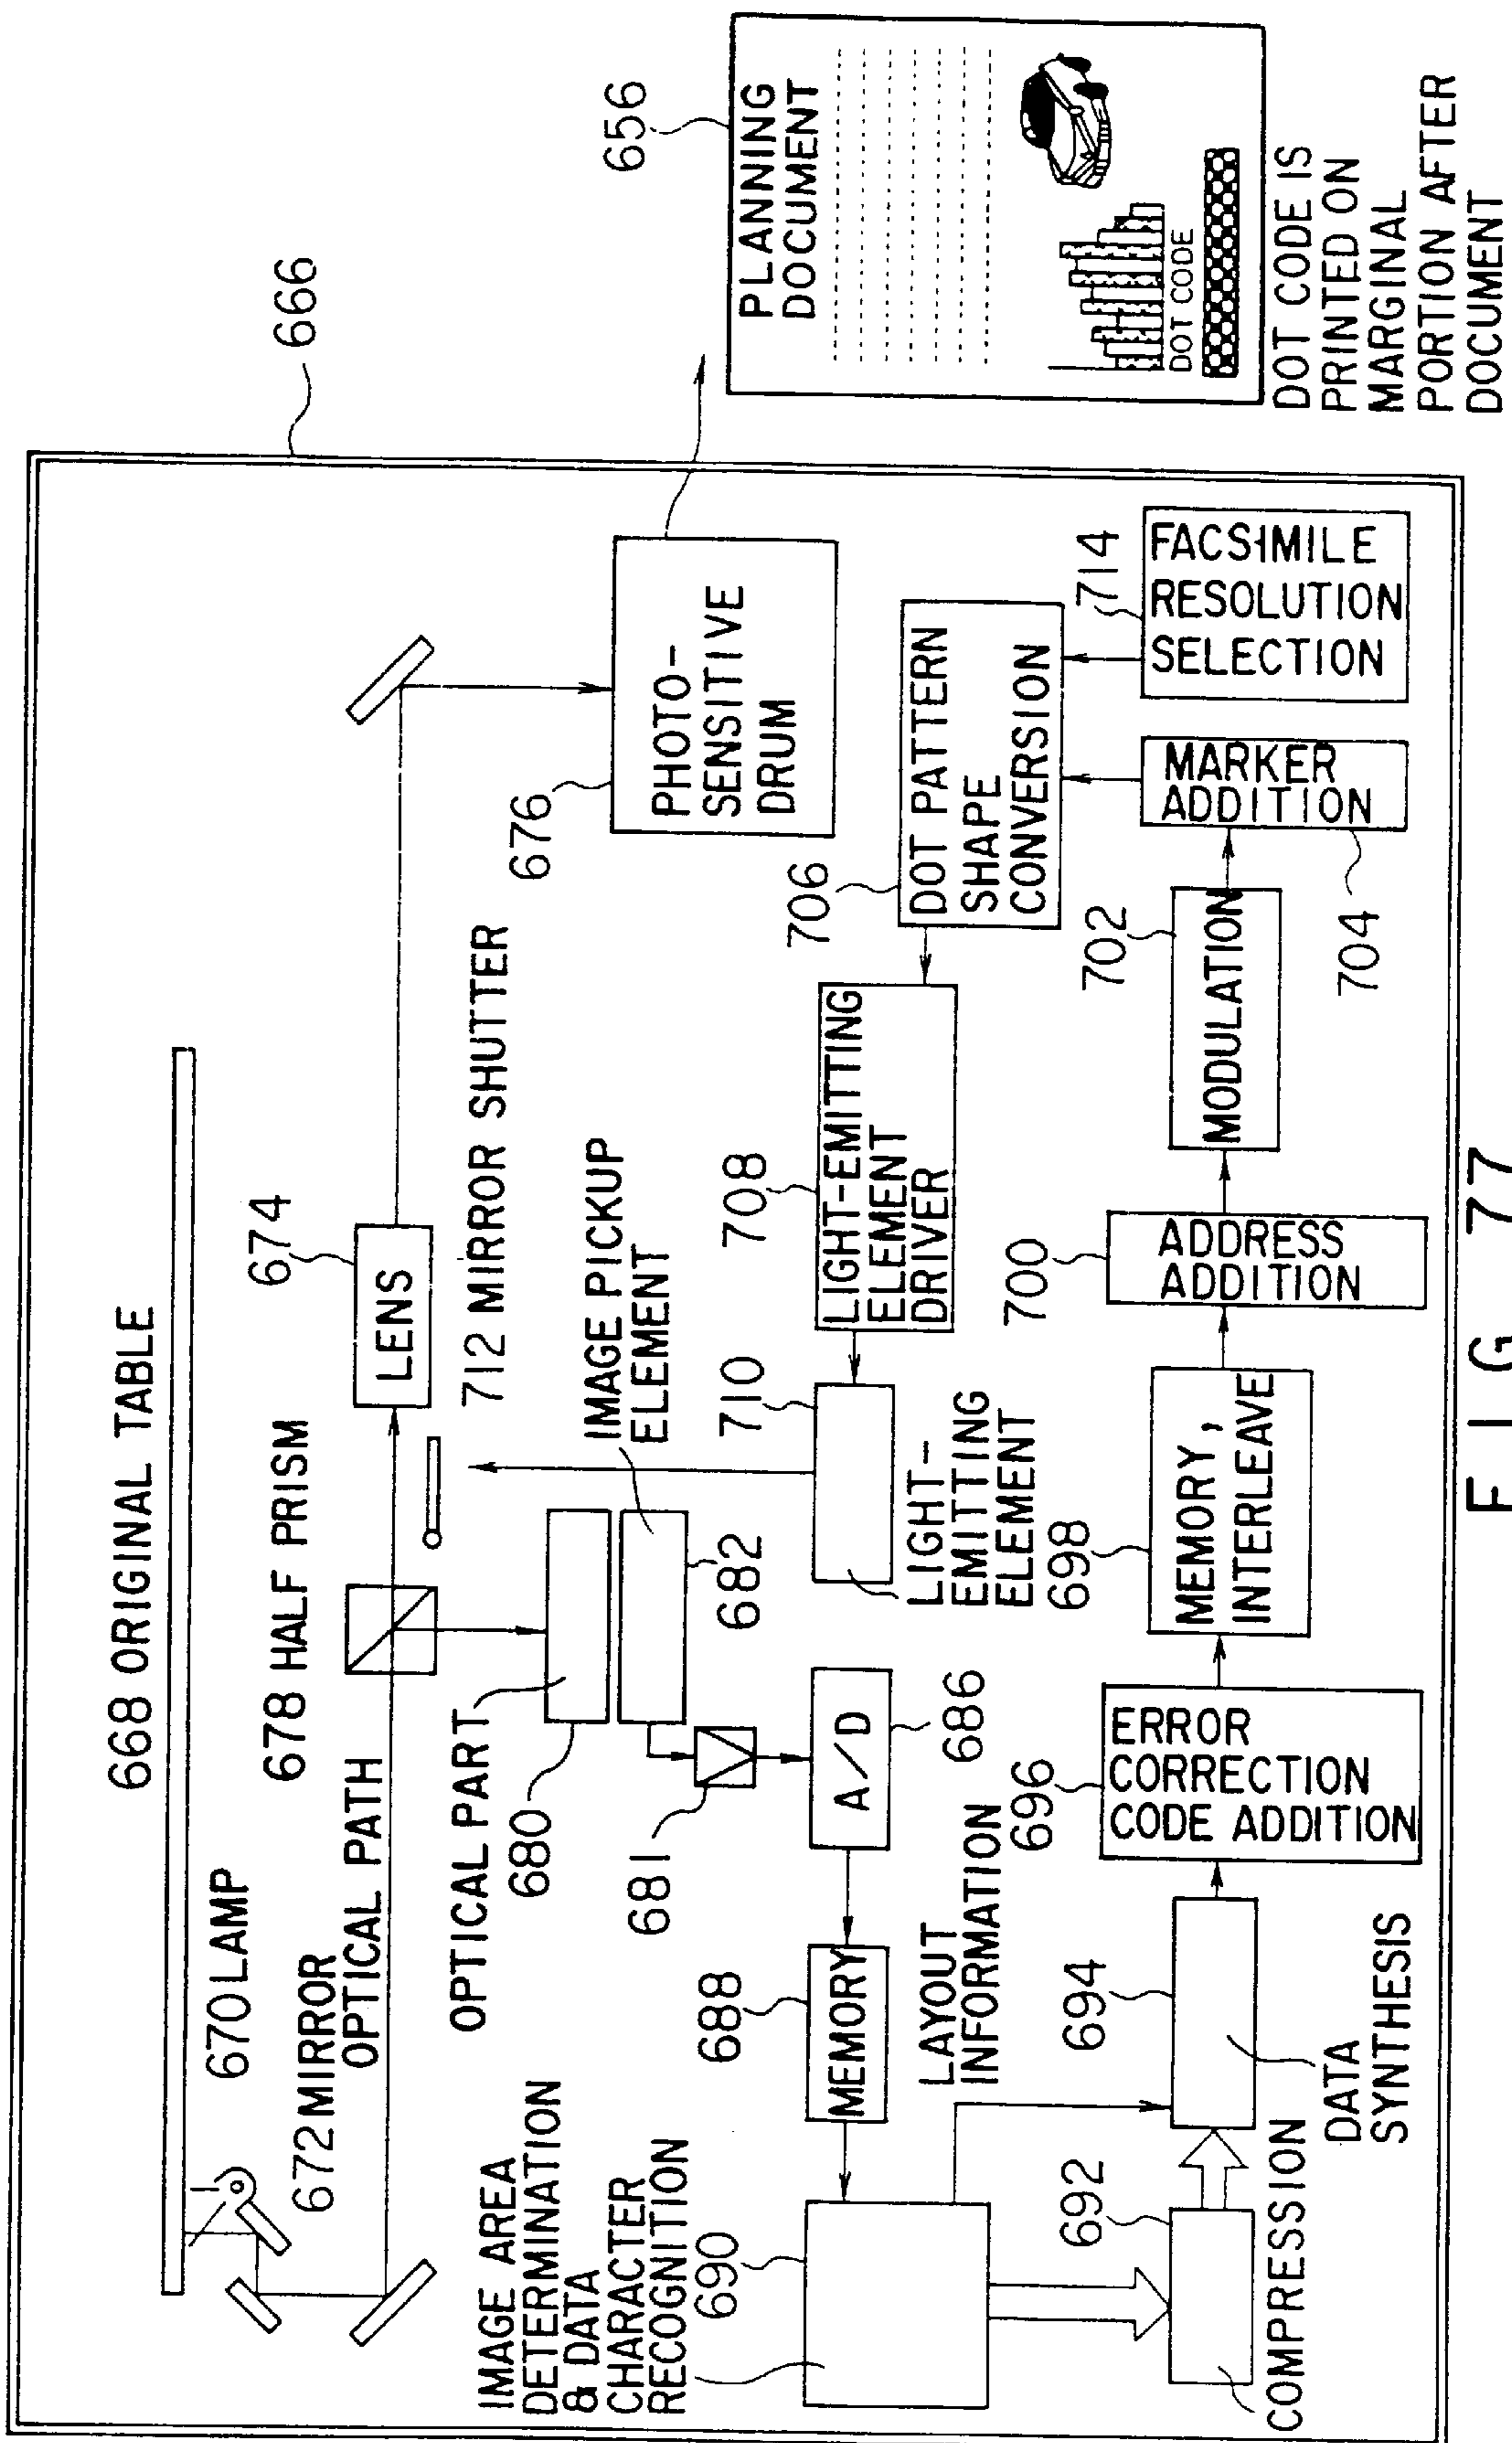 666
668 ORIGINAL TABLE
670 LAMP
672 MIRROR
OPTICAL PATH
678 HALF PRISM
674
LENS
712 MIRROR SHUTTER
676
PHOTO-
SENSITIVE
DRUM
656
PLANNING
DOCUMENT
DOT CODE
DOT CODE IS
PRINTED ON
MARGINAL
PORTION AFTER
DOCUMENT
OPTICAL PART
680
IMAGE PICKUP
ELEMENT
682
681
A/D
686
688
MEMORY
IMAGE AREA
DETERMINATION
& DATA
CHARACTER
RECOGNITION
690
LAYOUT
INFORMATION
692
COMPRESSION
694
DATA
SYNTHESIS
696
ERROR
CORRECTION
CODE ADDITION
698
MEMORY,
INTERLEAVE
700
ADDRESS
ADDITION
702
MODULATION
704
MARKER
ADDITION
714
FACSIMILE
RESOLUTION
SELECTION
706
DOT PATTERN
SHAPE
CONVERSION
708
LIGHT-EMITTING
ELEMENT
DRIVER
710
LIGHT-
EMITTING
ELEMENT
FIG. 77